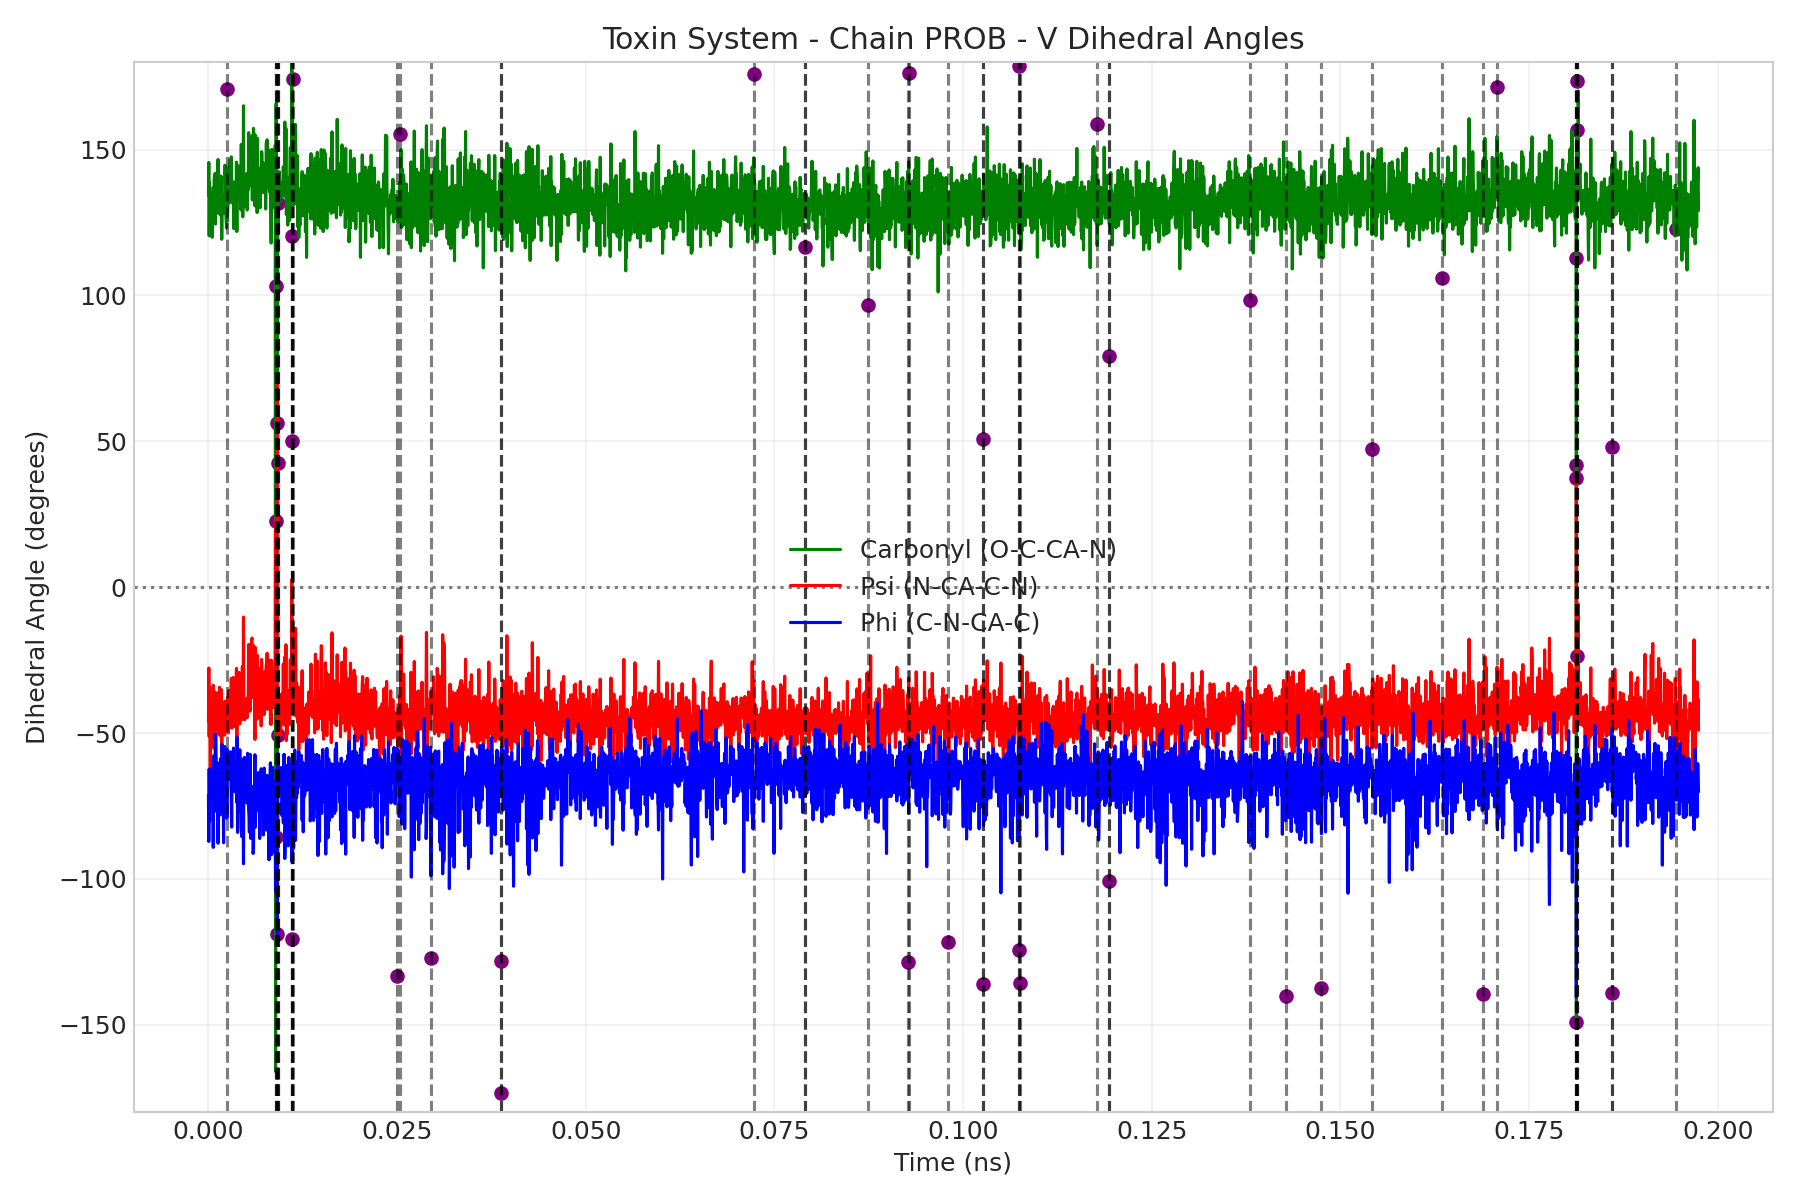 Toxin System - Chain PROB - V Dihedral Angles
Dihedral Angle (degrees)
150
100
50
0
−50
−100
−150
Carbonyl (O-C-CA-N)
Psi (N-CA-C-N)
Phi (C-N-CA-C)
0.000 0.025 0.050 0.075 0.100 0.125 0.150 0.175 0.200
Time (ns)